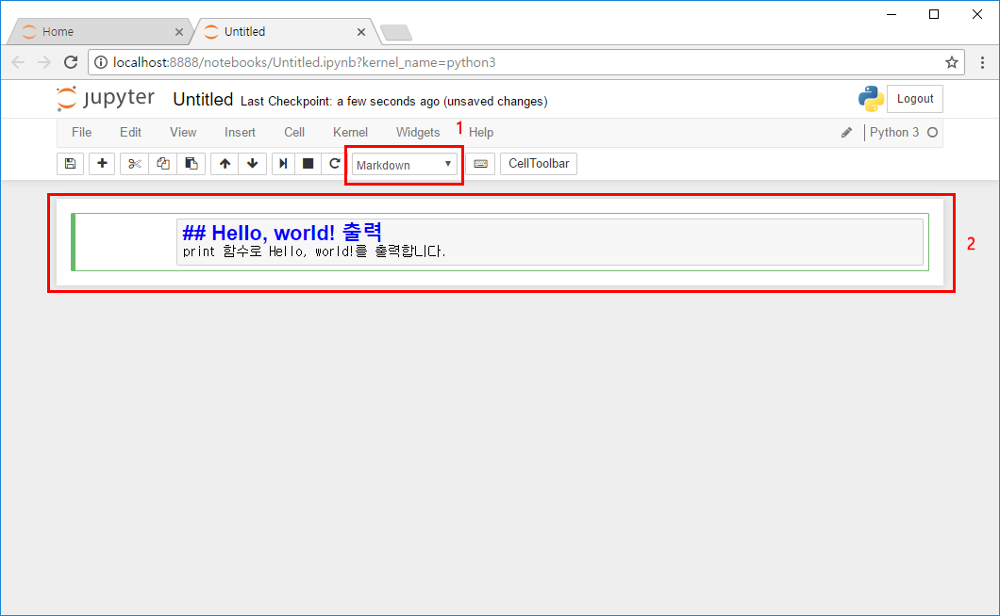 Home
Untitled
localhost:8888/notebooks/Untitled.ipynb?kernel_name=python3
jupyter Untitled Last Checkpoint: a few seconds ago (unsaved changes) Logout
File Edit View Insert Cell Kernel Widgets 1 Help Python 3
Markdown CellToolbar
## Hello, world! 출력
print 함수로 Hello, world!를 출력합니다.
2